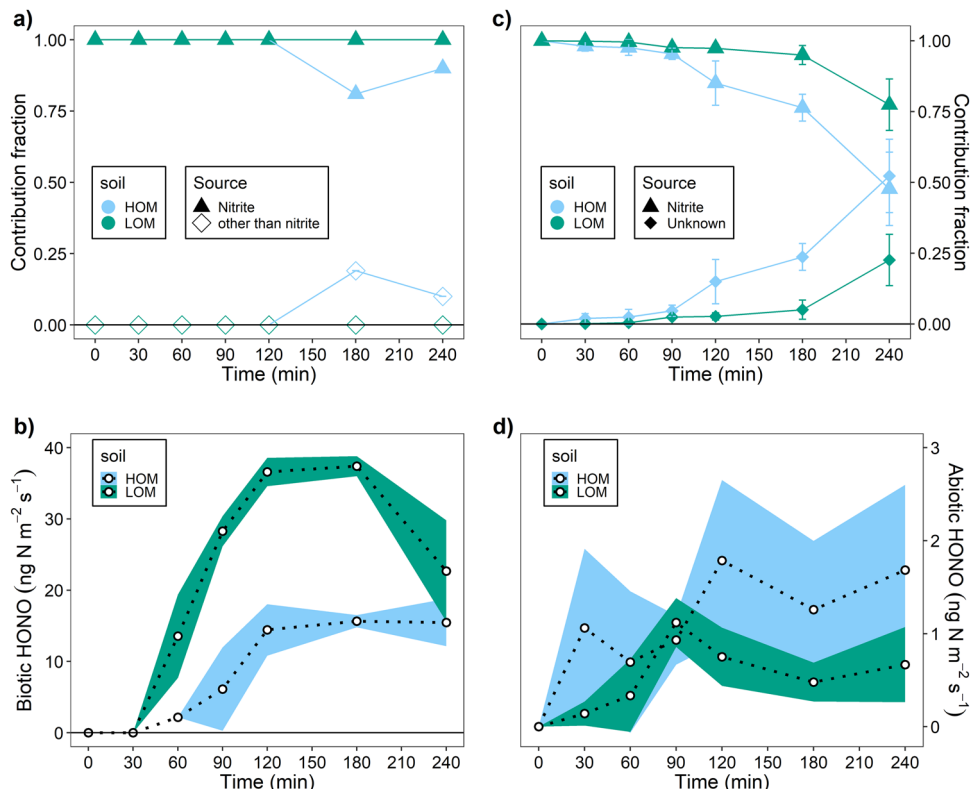 a)
Contribution fraction
1.00
0.75
0.50
0.25
0.00
soil
HOM
LOM
Source
Nitrite
other than nitrite
0 30 60 90 120 150 180 210 240
Time (min)
c)
Contribution fraction
1.00
0.75
0.50
0.25
0.00
soil
HOM
LOM
Source
Nitrite
Unknown
0 30 60 90 120 150 180 210 240
Time (min)
b)
Biotic HONO (ng N m⁻² s⁻¹)
40
30
20
10
0
soil
HOM
LOM
0 30 60 90 120 150 180 210 240
Time (min)
d)
Abiotic HONO (ng N m⁻² s⁻¹)
3
2
1
0
soil
HOM
LOM
0 30 60 90 120 150 180 210 240
Time (min)